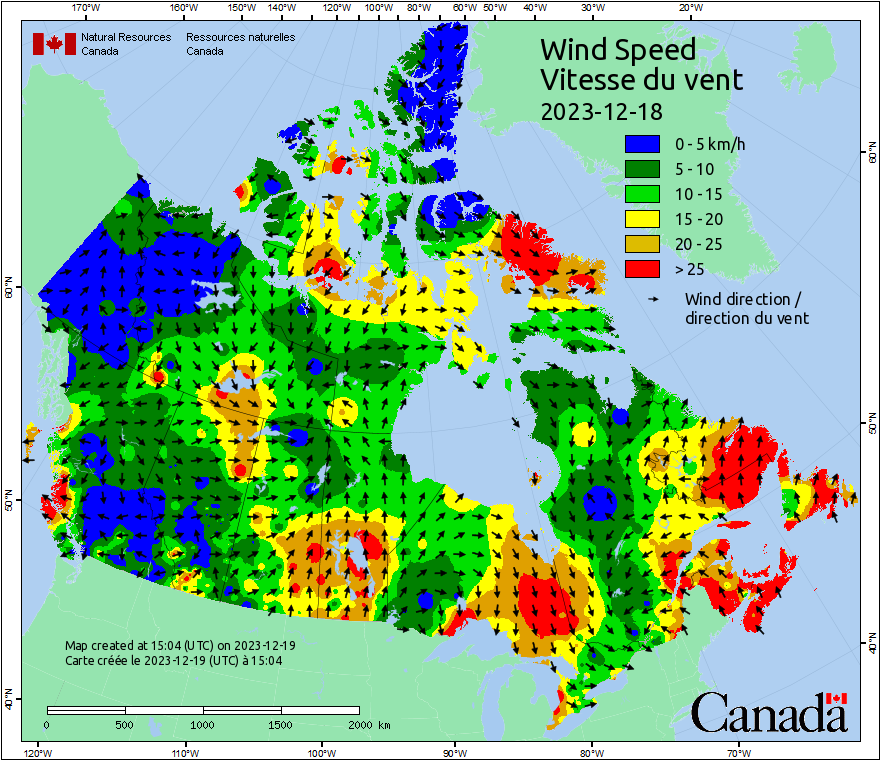 170°W 160°W 150°W 140°W 120°W 100°W 80°W 60°W 50°W 40°W 30°W 20°W
Natural Resources Canada
Ressources naturelles Canada
Wind Speed
Vitesse du vent
2023-12-18
0 - 5 km/h
5 - 10
10 - 15
15 - 20
20 - 25
> 25
Wind direction /
direction du vent
60°N
50°N
40°N
60°N
50°N
40°N
Map created at 15:04 (UTC) on 2023-12-19
Carte créée le 2023-12-19 (UTC) à 15:04
0 500 1000 1500 2000 km
Canada
120°W 110°W 100°W 90°W 80°W 70°W